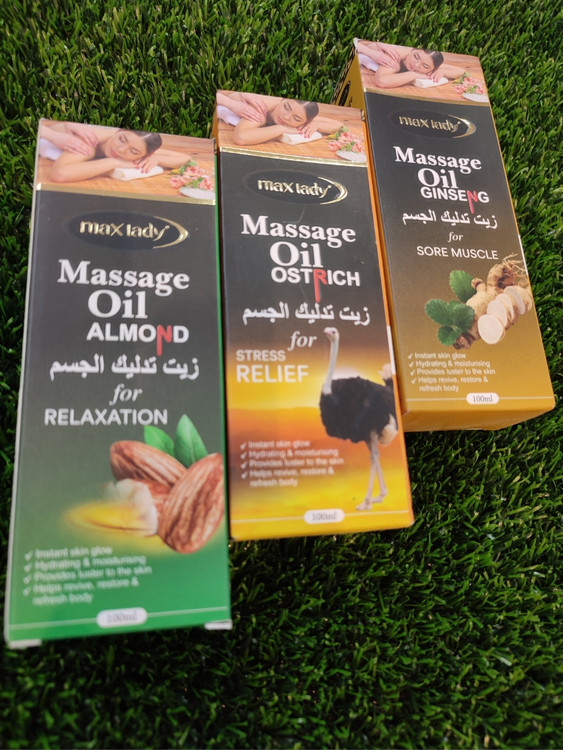 max lady
Massage
Oil
ALMOND
زيت تدليك الجسم
for
RELAXATION
✓ Instant skin glow
✓ Hydrating & moisturising
✓ Provides luster to the skin
✓ Helps revive, restore &
refresh body
100ml
max lady
Massage
Oil
OSTRICH
زيت تدليك الجسم
for
STRESS
RELIEF
✓ Instant skin glow
✓ Hydrating & moisturising
✓ Provides luster to the skin
✓ Helps revive, restore &
refresh body
100ml
max lady
Massage
Oil
GINSENG
زيت تدليك الجسم
for
SORE MUSCLE
✓ Instant skin glow
✓ Hydrating & moisturising
✓ Provides luster to the skin
✓ Helps revive, restore &
refresh body
100ml